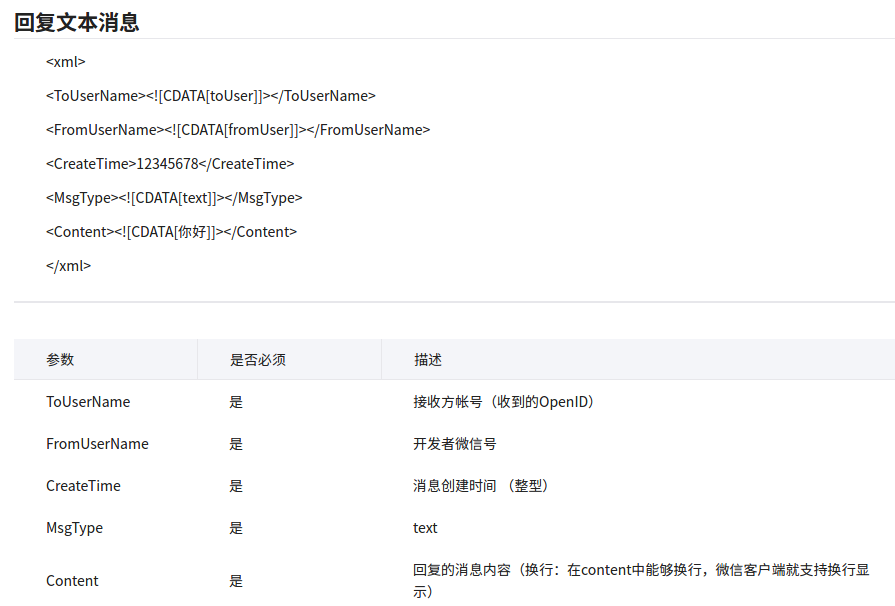 回复文本消息
<xml>
<ToUserName><![CDATA[toUser]]></ToUserName>
<FromUserName><![CDATA[fromUser]]></FromUserName>
<CreateTime>12345678</CreateTime>
<MsgType><![CDATA[text]]></MsgType>
<Content><![CDATA[你好]]></Content>
</xml>
参数 是否必须 描述
ToUserName 是 接收方帐号（收到的OpenID）
FromUserName 是 开发者微信号
CreateTime 是 消息创建时间 （整型）
MsgType 是 text
Content 是 回复的消息内容（换行：在content中能够换行，微信客户端就支持换行显
示）